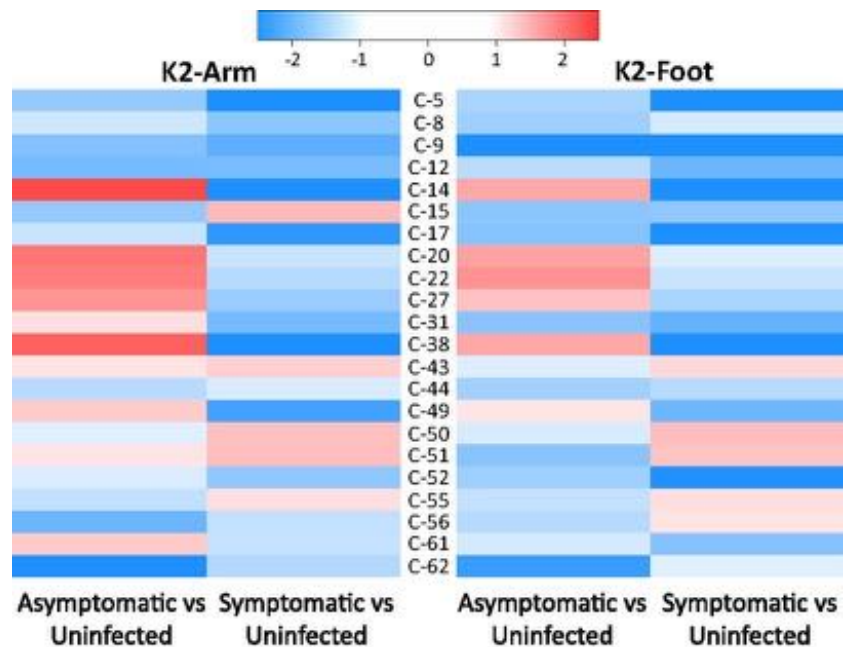 -2 -1 0 1 2
K2-Arm K2-Foot
C-5
C-8
C-9
C-12
C-14
C-15
C-17
C-20
C-22
C-27
C-31
C-38
C-43
C-44
C-49
C-50
C-51
C-52
C-55
C-56
C-61
C-62
Asymptomatic vs Symptomatic vs Asymptomatic vs Symptomatic vs
Uninfected Uninfected Uninfected Uninfected